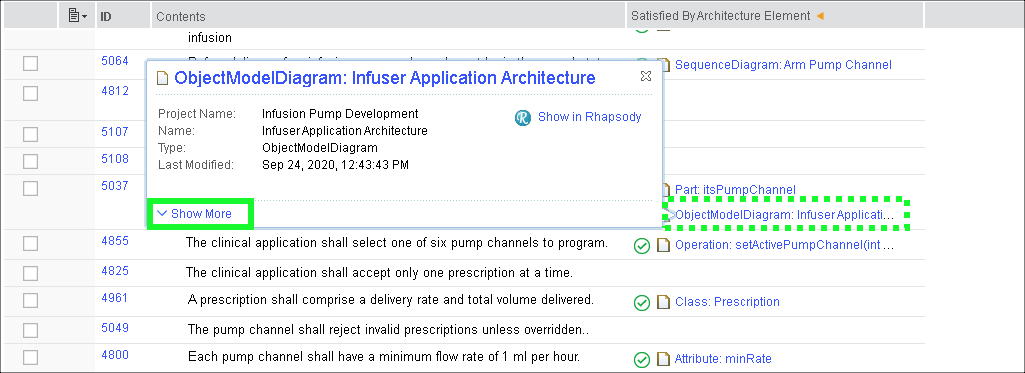 ID Contents Satisfied By Architecture Element
infusion
5064 SequenceDiagram: Arm Pump Channel
4812
ObjectModelDiagram: Infuser Application Architecture
Project Name: Infusion Pump Development Show in Rhapsody
Name: Infuser Application Architecture
5107
Type: ObjectModelDiagram
5108
Last Modified: Sep 24, 2020, 12:43:43 PM
5037 Part: itsPumpChannel
Show More ObjectModelDiagram: Infuser Applicati...
4855 The clinical application shall select one of six pump channels to program. Operation: setActivePumpChannel(int ...
4825 The clinical application shall accept only one prescription at a time.
4961 A prescription shall comprise a delivery rate and total volume delivered. Class: Prescription
5049 The pump channel shall reject invalid prescriptions unless overridden..
4800 Each pump channel shall have a minimum flow rate of 1 ml per hour. Attribute: minRate